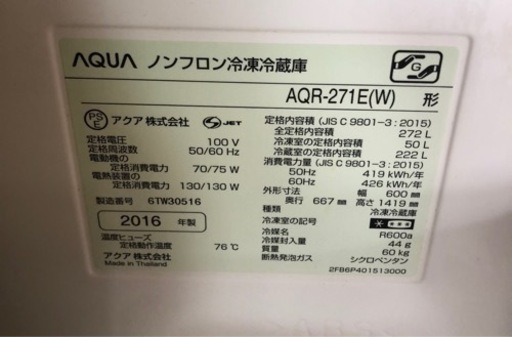 AQUA ノンフロン冷凍冷蔵庫
G
AQR-271E(W) 形
PS
E
アクア 株式会社 JET
定格電圧 100 V
定格周波数 50/60 Hz
電動機の
定格消費電力 70/75 W
電熱装置の
定格消費電力 130/130 W
製造番号 6TW30516
2016 年製
温度ヒューズ
定格動作温度 76℃
アクア 株式会社
Made in Thailand
定格内容積 (JIS C 9801-3 : 2015)
全定格内容積 272 L
冷凍室の定格内容積 50 L
冷蔵室の定格内容積 222 L
消費電力量 (JIS C 9801-3 : 2015)
50Hz 419 kWh/年
60Hz 426 kWh/年
外形寸法 幅 600 mm
奥行 667 mm 高さ 1419 mm
種類 冷凍冷蔵庫
冷凍室の記号
冷媒名 R600a
冷媒封入量 44 g
質量 60 kg
断熱発泡ガス シクロペンタン
2FB6P401513000